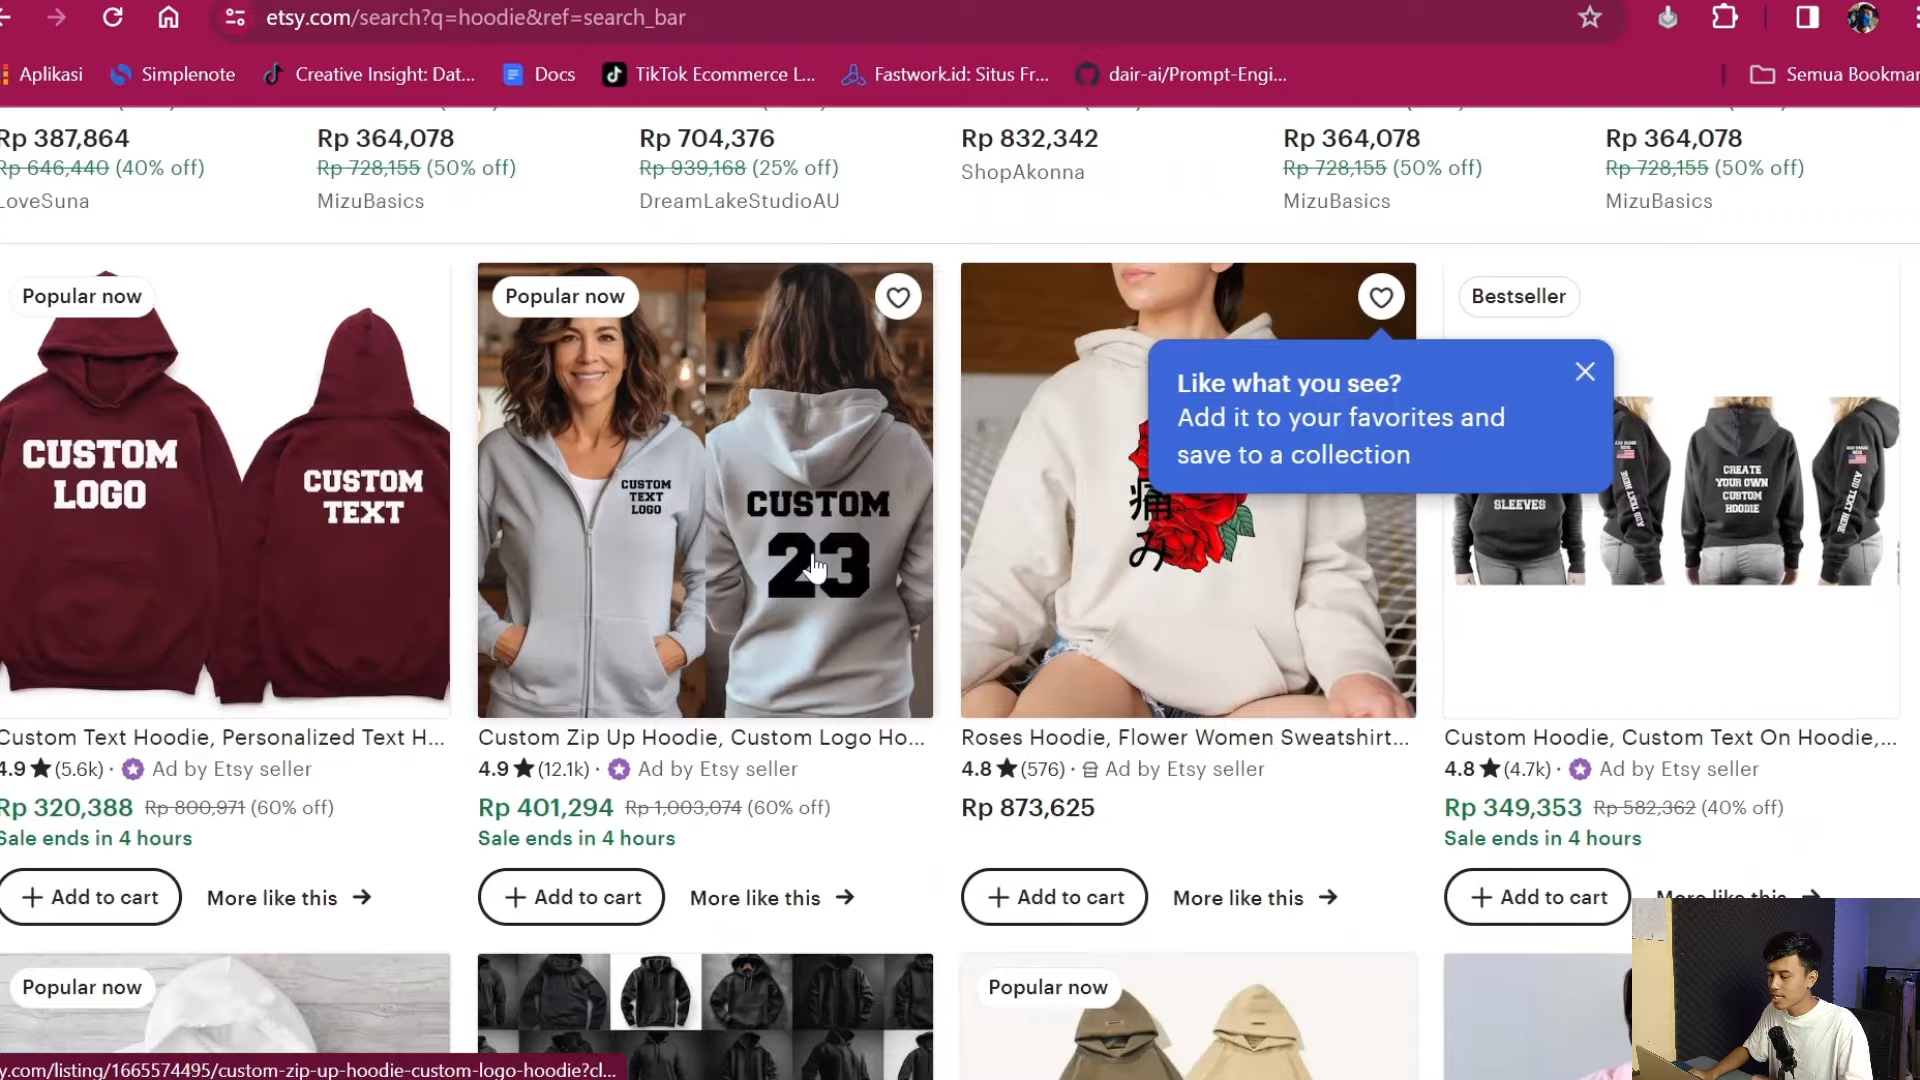 etsy.com/search?q=hoodie&ref=search_bar
Aplikasi
Simplenote
Creative Insight: Dat...
Docs
TikTok Ecommerce L...
Fastwork.id: Situs Fr...
dair-ai/Prompt-Engi...
Semua Bookmar
Rp 387,864
Rp 646,440 (40% off)
LoveSuna
Rp 364,078
Rp 728,155 (50% off)
MizuBasics
Rp 704,376
Rp 939,168 (25% off)
DreamLakeStudioAU
Rp 832,342
ShopAkonna
Rp 364,078
Rp 728,155 (50% off)
MizuBasics
Rp 364,078
Rp 728,155 (50% off)
MizuBasics
Popular now
CUSTOM
LOGO
CUSTOM
TEXT
Custom Text Hoodie, Personalized Text H...
4.9 ★ (5.6k) · Ad by Etsy seller
Rp 320,388 Rp 800,971 (60% off)
Sale ends in 4 hours
+ Add to cart
More like this →
Popular now
CUSTOM
TEXT
LOGO
CUSTOM
23
Custom Zip Up Hoodie, Custom Logo Ho...
4.9 ★ (12.1k) · Ad by Etsy seller
Rp 401,294 Rp 1,003,074 (60% off)
Sale ends in 4 hours
+ Add to cart
More like this →
Like what you see?
Add it to your favorites and
save to a collection
痛
み
Roses Hoodie, Flower Women Sweatshirt...
4.8 ★ (576) · Ad by Etsy seller
Rp 873,625
+ Add to cart
More like this →
Bestseller
SLEEVES
ADD TEXT HERE
CREATE
YOUR OWN
CUSTOM
HOODIE
ADD TEXT HERE
Custom Hoodie, Custom Text On Hoodie,...
4.8 ★ (4.7k) · Ad by Etsy seller
Rp 349,353 Rp 582,362 (40% off)
Sale ends in 4 hours
+ Add to cart
More like this →
Popular now
Popular now
y.com/listing/1665574495/custom-zip-up-hoodie-custom-logo-hoodie?cl...